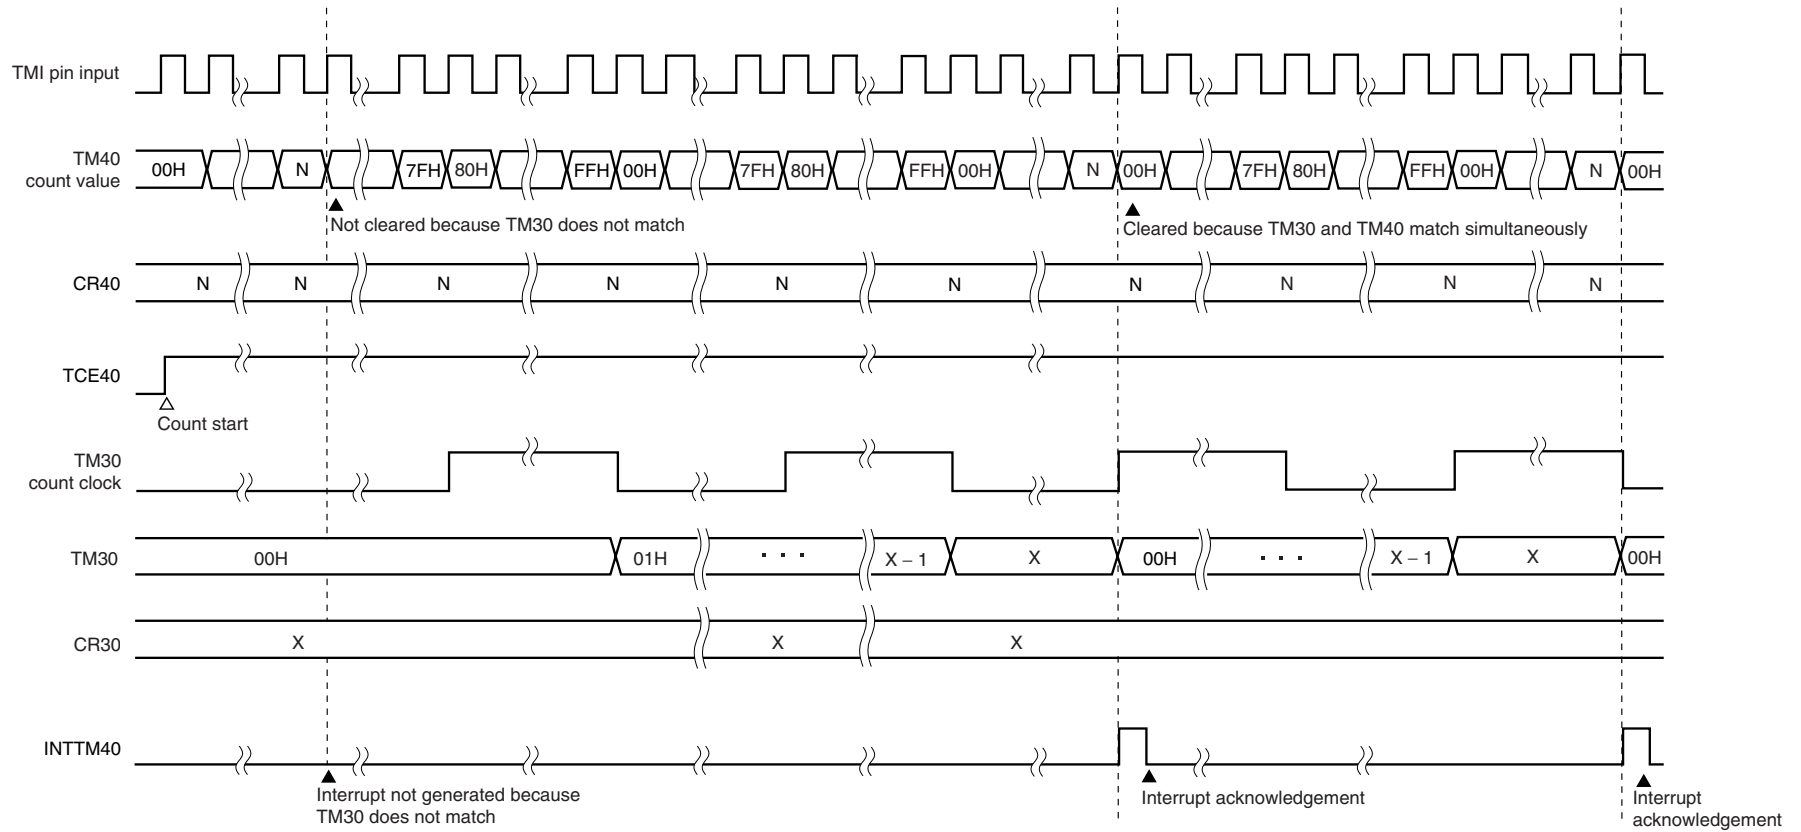 TMI pin input
TM40
count value
00H N 7FH 80H FFH 00H 7FH 80H FFH 00H N 00H 7FH 80H FFH 00H N 00H
Not cleared because TM30 does not match
Cleared because TM30 and TM40 match simultaneously
CR40 N N N N N N N N N N
TCE40
Count start
TM30
count clock
TM30 00H 01H · · · X – 1 X 00H · · · X – 1 X 00H
CR30 X X X
INTTM40
Interrupt not generated because
TM30 does not match
Interrupt acknowledgement
Interrupt
acknowledgement